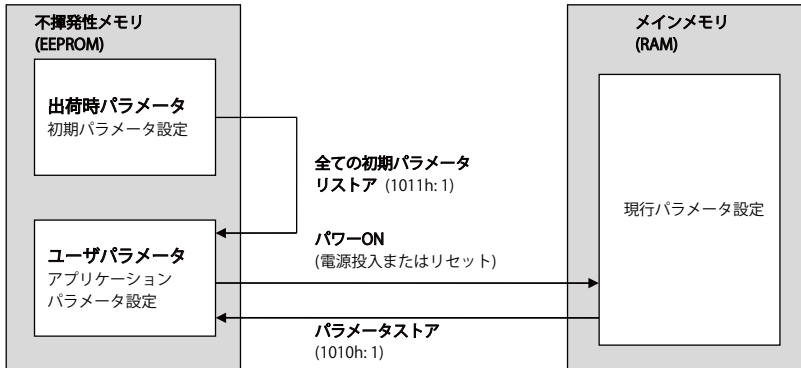 不揮発性メモリ
(EEPROM)
出荷時パラメータ
初期パラメータ設定
ユーザパラメータ
アプリケーション
パラメータ設定
全ての初期パラメータ
リストア (1011h: 1)
パワーON
(電源投入またはリセット)
パラメータストア
(1010h: 1)
メインメモリ
(RAM)
現行パラメータ設定